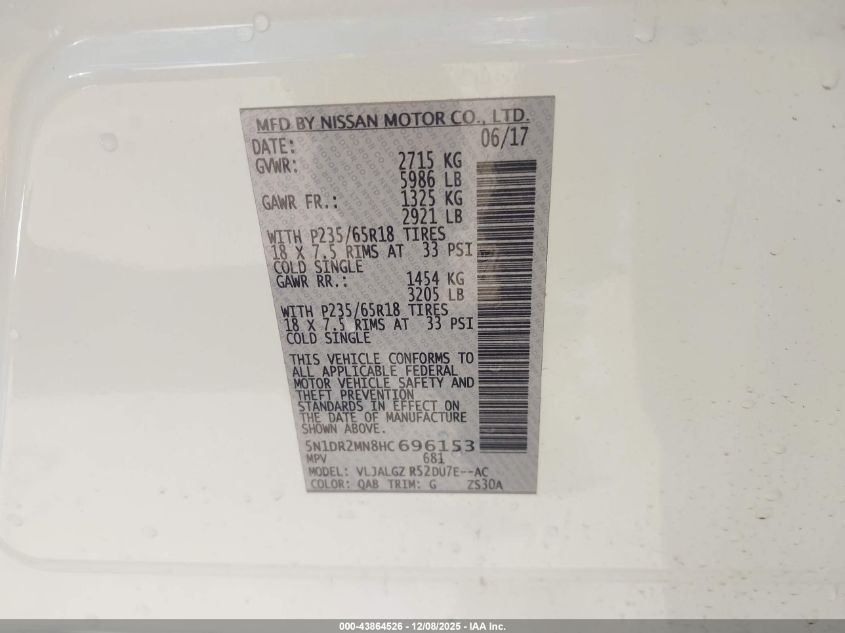 MFD BY NISSAN MOTOR CO., LTD.
DATE: 06/17
GVWR: 2715 KG
5986 LB
GAWR FR.: 1325 KG
2921 LB
WITH P235/65R18 TIRES
18 X 7.5 RIMS AT 33 PSI
COLD SINGLE
GAWR RR.: 1454 KG
3205 LB
WITH P235/65R18 TIRES
18 X 7.5 RIMS AT 33 PSI
COLD SINGLE
THIS VEHICLE CONFORMS TO
ALL APPLICABLE FEDERAL
MOTOR VEHICLE SAFETY AND
THEFT PREVENTION
STANDARDS IN EFFECT ON
THE DATE OF MANUFACTURE
SHOWN ABOVE.
5N1DR2MN8HC696153
MPV 681
MODEL: VLJALGZ R52DU7E--AC
COLOR: QAB TRIM: G ZS30A
000-43864526 - 12/08/2025 - IAA Inc.